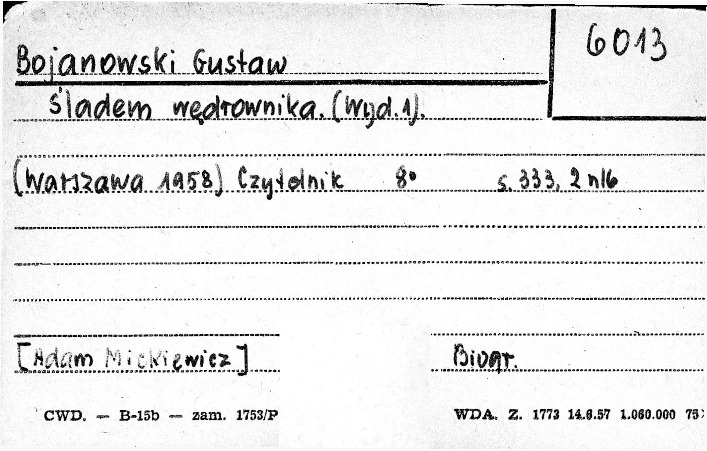 6013
Bojanowski Gustaw
Śladem wędrownika. (Wyd. 1).
(Warszawa 1958) Czytelnik 8° s. 333, 2 nlb
[Adam Mickiewicz] Biogr.
CWD. — B-15b — zam. 1753/P WDA. Z. 1773 14.6.57 1.060.000 75